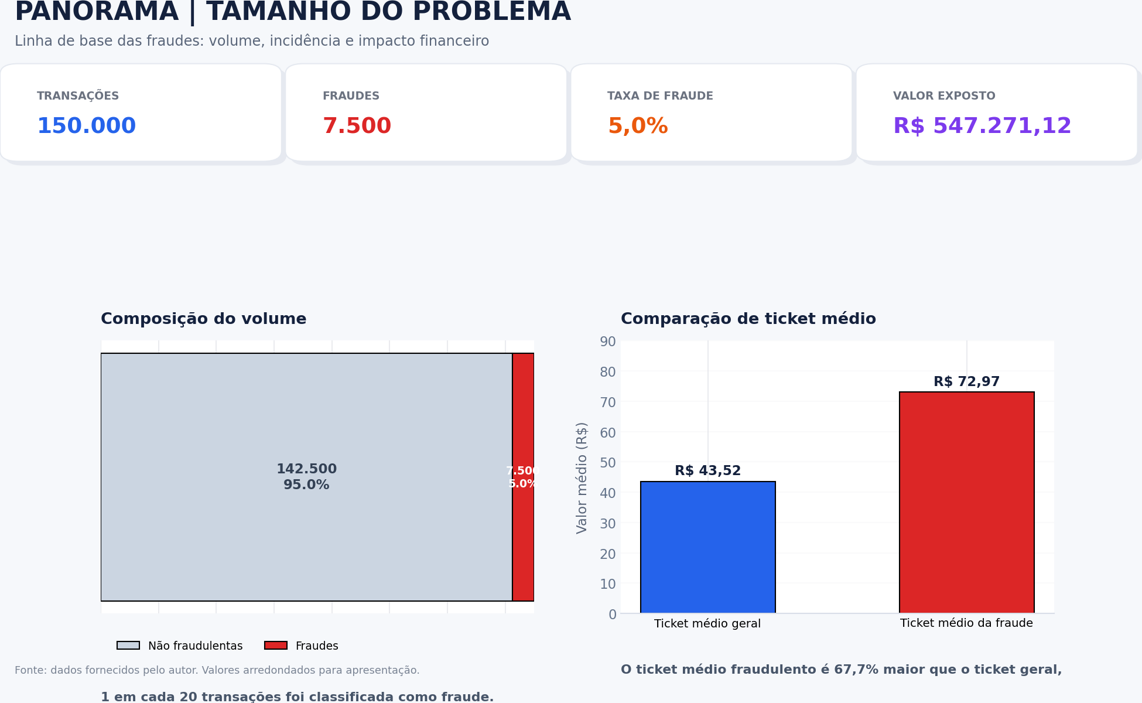 PANORAMA | TAMANHO DO PROBLEMA
Linha de base das fraudes: volume, incidência e impacto financeiro
TRANSAÇÕES
150.000
FRAUDES
7.500
TAXA DE FRAUDE
5,0%
VALOR EXPOSTO
R$ 547.271,12
Composição do volume
142.500
95.0%
7.500
5.0%
Não fraudulentas
Fraudes
Comparação de ticket médio
Valor médio (R$)
90
80
70
60
50
40
30
20
10
0
R$ 43,52
R$ 72,97
Ticket médio geral
Ticket médio da fraude
Fonte: dados fornecidos pelo autor. Valores arredondados para apresentação.
O ticket médio fraudulento é 67,7% maior que o ticket geral,
1 em cada 20 transações foi classificada como fraude.